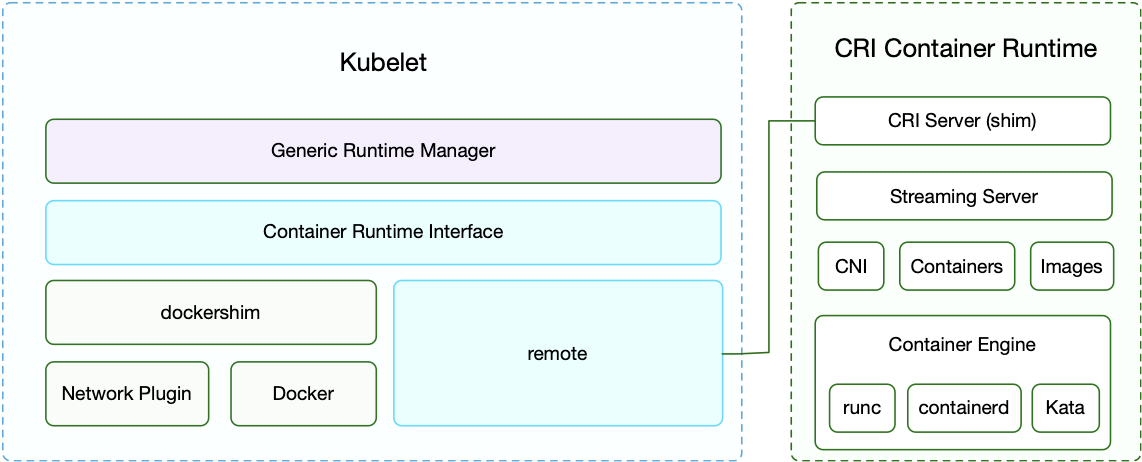 Kubelet
Generic Runtime Manager
Container Runtime Interface
dockershim
Network Plugin
Docker
remote
CRI Container Runtime
CRI Server (shim)
Streaming Server
CNI
Containers
Images
Container Engine
runc
containerd
Kata